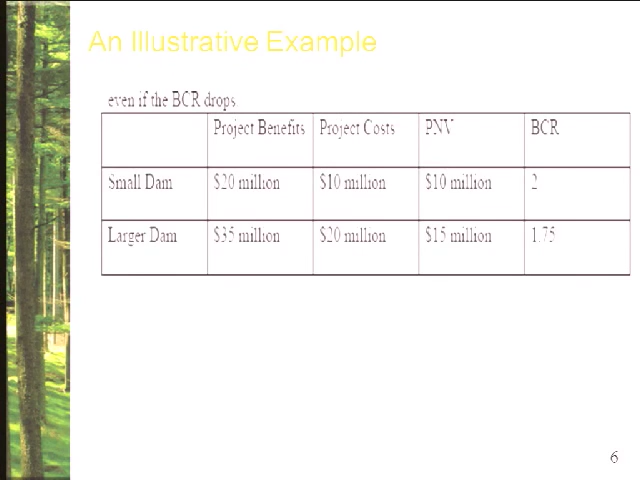 An Illustrative Example
even if the BCR drops
Project Benefits Project Costs PNV BCR
Small Dam $20 million $10 million $10 million 2
Larger Dam $35 million $20 million $15 million 1.75
6